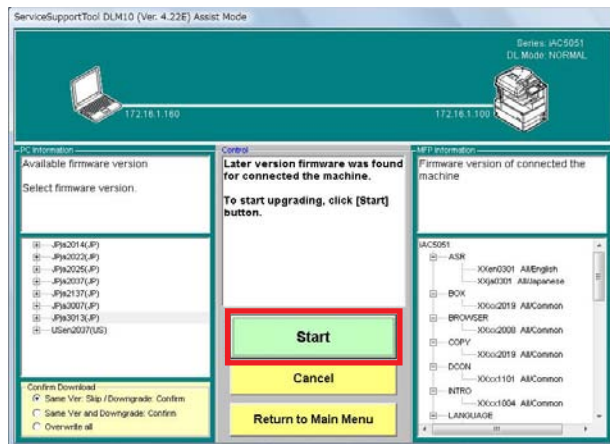 ServiceSupportTool DLM10 (Ver. 4.22E) Assist Mode
Series: iAC5051
DL Mode: NORMAL
172.16.1.160
172.16.1.100
PC Information
Available firmware version
Select firmware version.
JPja2014(JP)
JPja2022(JP)
JPja2025(JP)
JPja2037(JP)
JPja2137(JP)
JPja3007(JP)
JPja3013(JP)
USen2037(US)
Confirm Download
Same Ver: Skip / Downgrade: Confirm
Same Ver and Downgrade: Confirm
Overwrite all
Control
Later version firmware was found
for connected the machine.
To start upgrading, click [Start]
button.
Start
Cancel
Return to Main Menu
MFP Information
Firmware version of connected the
machine
iAC5051
ASR
XXen0301 All/English
XXja0301 All/Japanese
BOX
XXxx2019 All/Common
BROWSER
XXxx2008 All/Common
COPY
XXxx2019 All/Common
DCON
XXxx1101 All/Common
INTRO
XXxx1004 All/Common
LANGUAGE